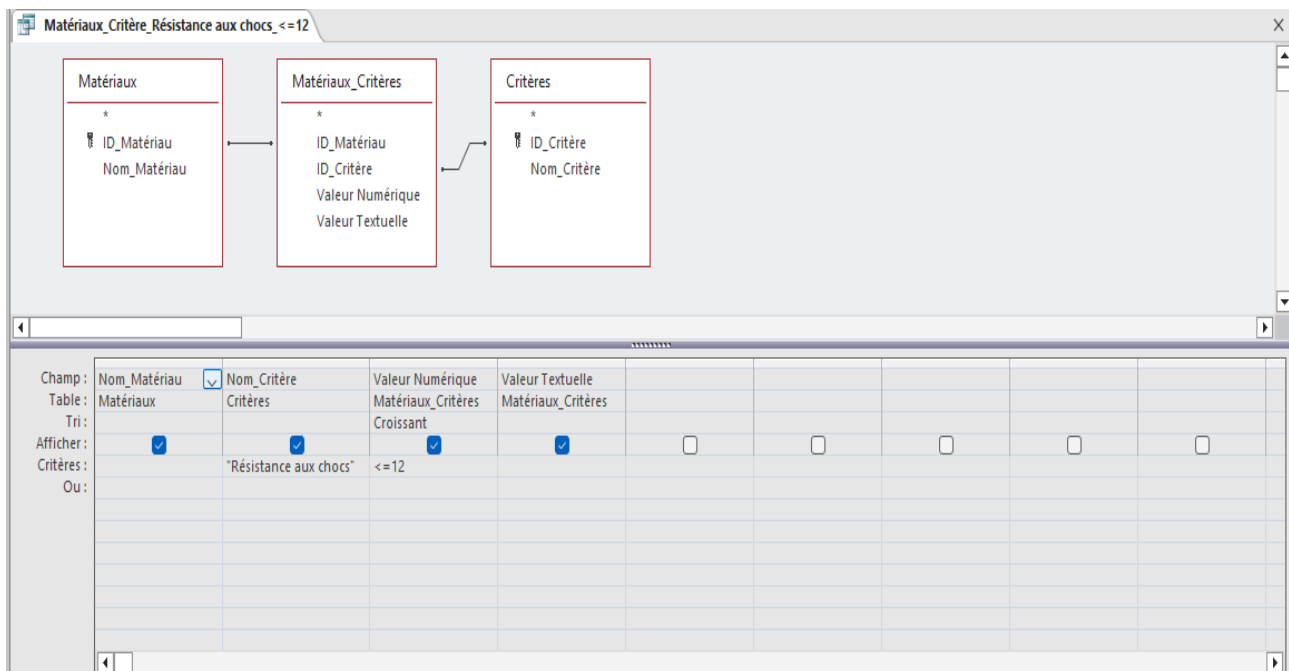 Matériaux_Critère_Résistance aux chocs_<=12
Matériaux
*
ID_Matériau
Nom_Matériau
Matériaux_Critères
*
ID_Matériau
ID_Critère
Valeur Numérique
Valeur Textuelle
Critères
*
ID_Critère
Nom_Critère
Champ : Nom_Matériau Nom_Critère Valeur Numérique Valeur Textuelle
Table : Matériaux Critères Matériaux_Critères Matériaux_Critères
Tri : Croissant
Afficher :
Critères : "Résistance aux chocs" <=12
Ou :